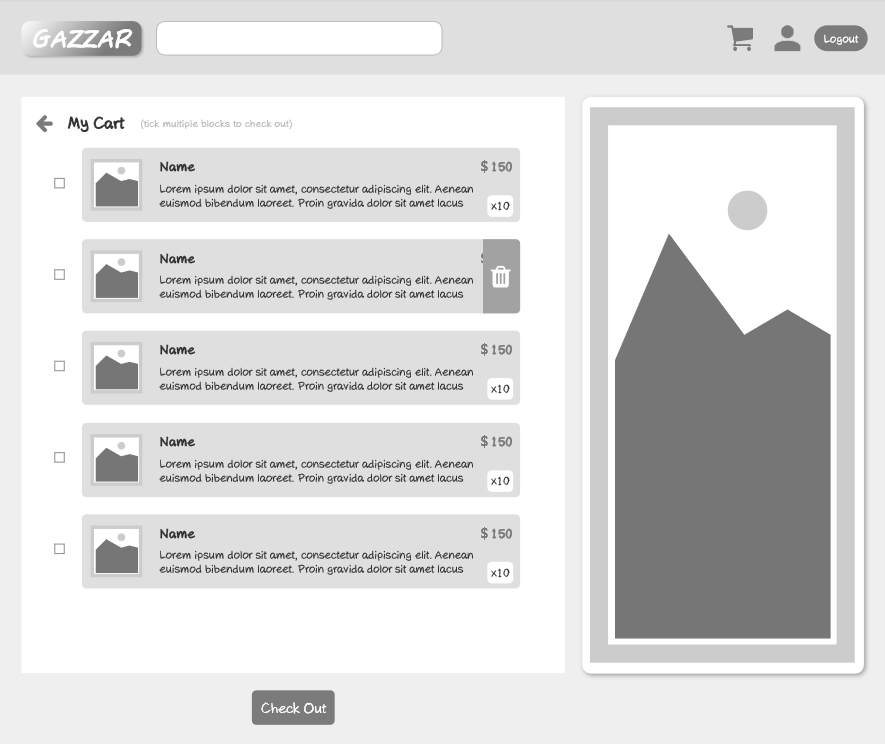 GAZZAR
Logout
My Cart (tick multiple blocks to check out)
Name $ 150
Lorem ipsum dolor sit amet, consectetur adipiscing elit. Aenean
euismod bibendum laoreet. Proin gravida dolor sit amet lacus x10
Name
Lorem ipsum dolor sit amet, consectetur adipiscing elit. Aenean
euismod bibendum laoreet. Proin gravida dolor sit amet lacus
Name $ 150
Lorem ipsum dolor sit amet, consectetur adipiscing elit. Aenean
euismod bibendum laoreet. Proin gravida dolor sit amet lacus x10
Name $ 150
Lorem ipsum dolor sit amet, consectetur adipiscing elit. Aenean
euismod bibendum laoreet. Proin gravida dolor sit amet lacus x10
Name $ 150
Lorem ipsum dolor sit amet, consectetur adipiscing elit. Aenean
euismod bibendum laoreet. Proin gravida dolor sit amet lacus x10
Check Out